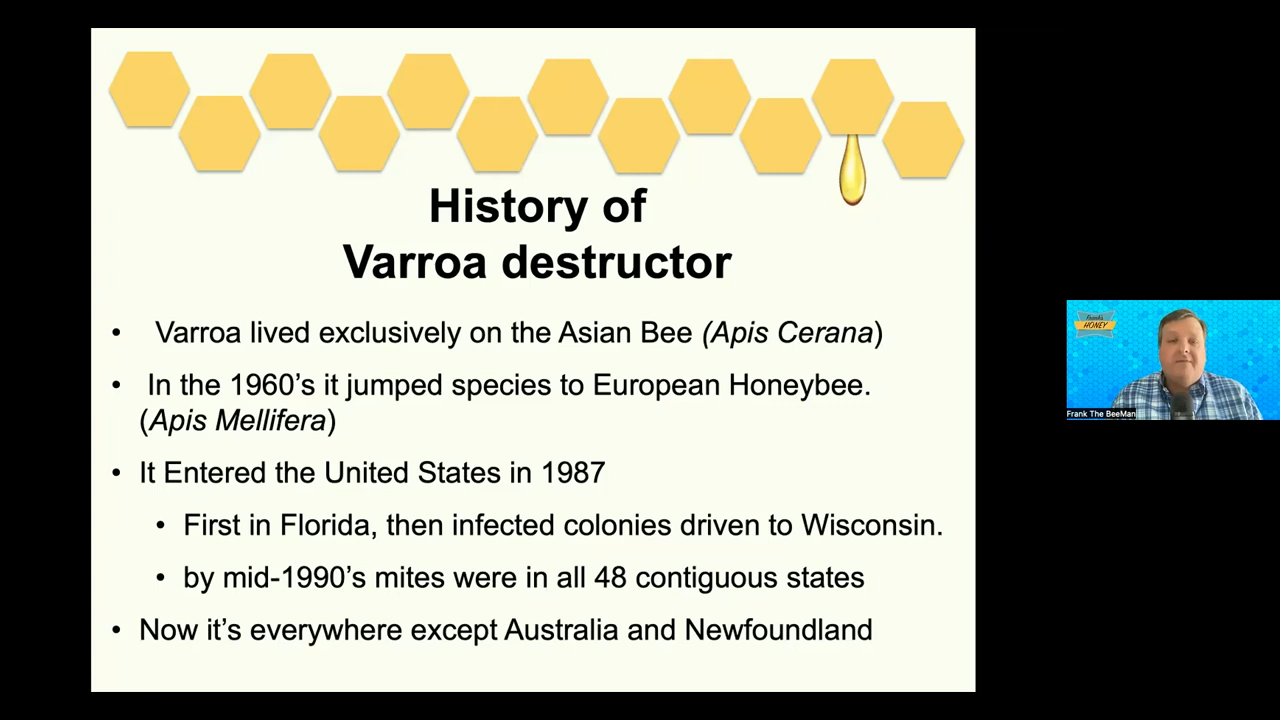 History of
Varroa destructor
• Varroa lived exclusively on the Asian Bee (Apis Cerana)
• In the 1960’s it jumped species to European Honeybee.
(Apis Mellifera)
• It Entered the United States in 1987
• First in Florida, then infected colonies driven to Wisconsin.
• by mid-1990’s mites were in all 48 contiguous states
• Now it’s everywhere except Australia and Newfoundland
Frank's
HONEY
Frank The BeeMan